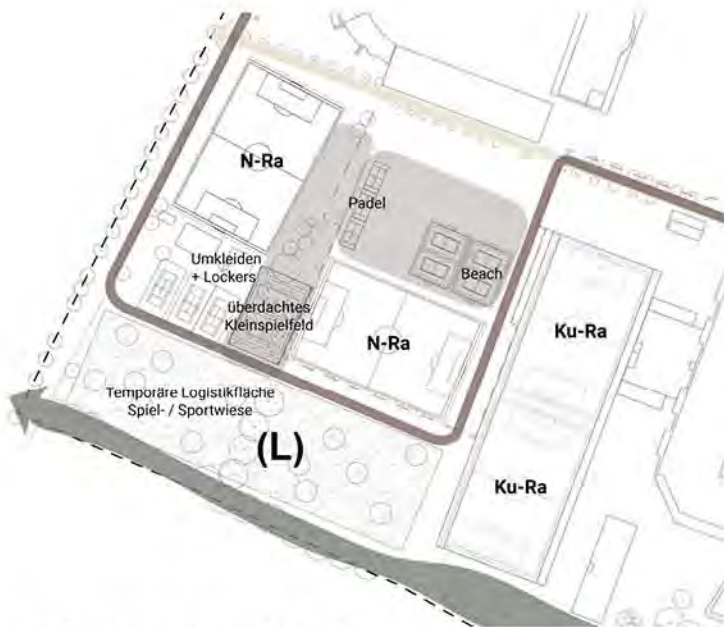 N-Ra
Padel
Umkleiden
+ Lockers
Beach
überdachtes
Kleinspielfeld
Ku-Ra
N-Ra
Temporäre Logistikfläche
Spiel- / Sportwiese
(L)
Ku-Ra